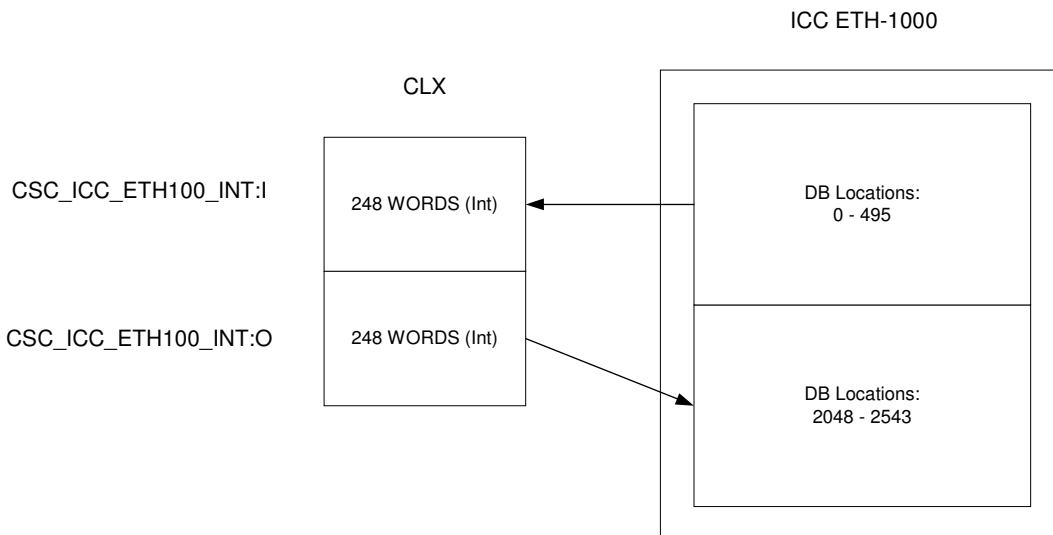 ICC ETH-1000
CLX
CSC_ICC_ETH100_INT:I
248 WORDS (Int)
DB Locations:
0 - 495
CSC_ICC_ETH100_INT:O
248 WORDS (Int)
DB Locations:
2048 - 2543